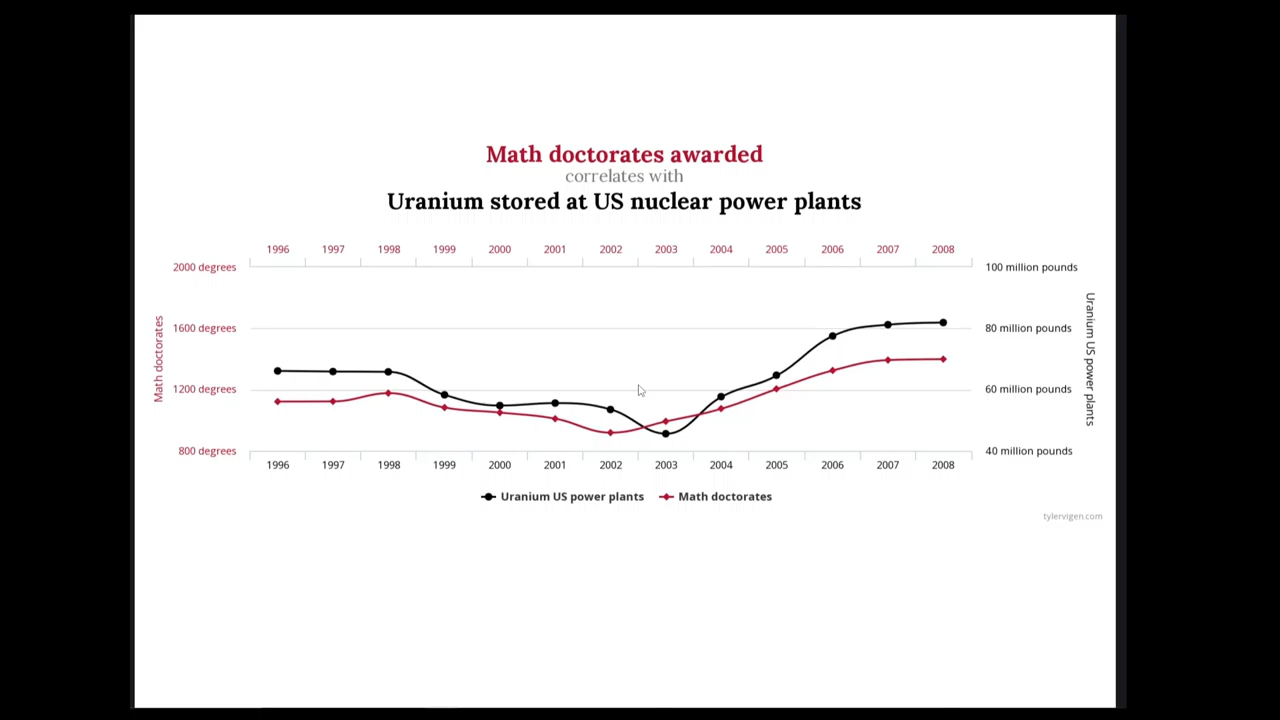 Math doctorates awarded
correlates with
Uranium stored at US nuclear power plants
1996 1997 1998 1999 2000 2001 2002 2003 2004 2005 2006 2007 2008
2000 degrees 100 million pounds
1600 degrees 80 million pounds
1200 degrees 60 million pounds
800 degrees 40 million pounds
Math doctorates
Uranium US power plants
1996 1997 1998 1999 2000 2001 2002 2003 2004 2005 2006 2007 2008
Uranium US power plants Math doctorates
tylervigen.com